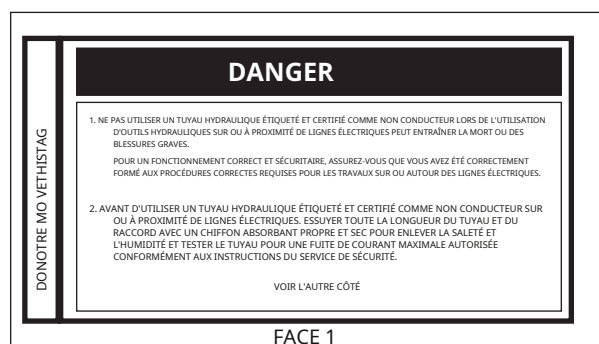 DANGER
DONOTRE MO VETHISTAG
1. NE PAS UTILISER UN TUYAU HYDRAULIQUE ÉTIQUETÉ ET CERTIFIÉ COMME NON CONDUCTEUR LORS DE L'UTILISATION
D'OUTILS HYDRAULIQUES SUR OU À PROXIMITÉ DE LIGNES ÉLECTRIQUES PEUT ENTRAÎNER LA MORT OU DES
BLESSURES GRAVES.
POUR UN FONCTIONNEMENT CORRECT ET SÉCURITAIRE, ASSUREZ-VOUS QUE VOUS AVEZ ÉTÉ CORRECTEMENT
FORMÉ AUX PROCÉDURES CORRECTES REQUISES POUR LES TRAVAUX SUR OU AUTOUR DES LIGNES ÉLECTRIQUES.
2. AVANT D'UTILISER UN TUYAU HYDRAULIQUE ÉTIQUETÉ ET CERTIFIÉ COMME NON CONDUCTEUR SUR
OU À PROXIMITÉ DE LIGNES ÉLECTRIQUES. ESSUYER TOUTE LA LONGUEUR DU TUYAU ET DU
RACCORD AVEC UN CHIFFON ABSORBANT PROPRE ET SEC POUR ENLEVER LA SALETÉ ET
L'HUMIDITÉ ET TESTER LE TUYAU POUR UNE FUITE DE COURANT MAXIMALE AUTORISÉE
CONFORMÉMENT AUX INSTRUCTIONS DU SERVICE DE SÉCURITÉ.
VOIR L'AUTRE CÔTÉ
FACE 1